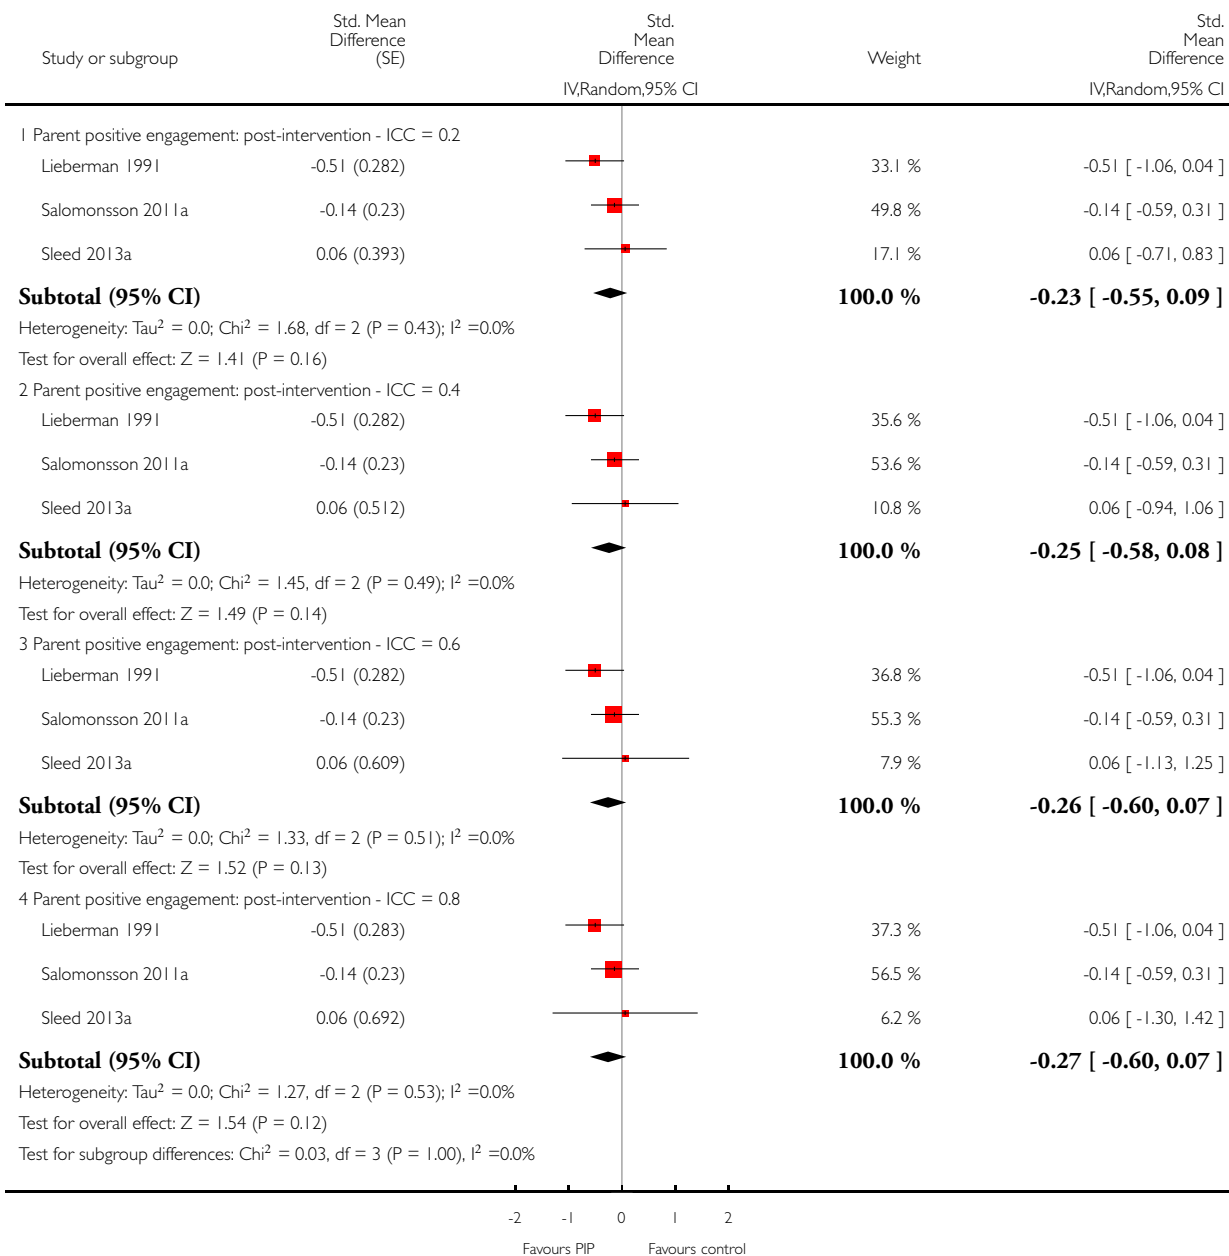 Study or subgroup Std. Mean Difference (SE) Std. Mean Difference Weight Std. Mean Difference
IV,Random,95% CI IV,Random,95% CI
1 Parent positive engagement: post-intervention - ICC = 0.2
Lieberman 1991 -0.51 (0.282) 33.1 % -0.51 [ -1.06, 0.04 ]
Salomonsson 2011a -0.14 (0.23) 49.8 % -0.14 [ -0.59, 0.31 ]
Sleed 2013a 0.06 (0.393) 17.1 % 0.06 [ -0.71, 0.83 ]
Subtotal (95% CI) 100.0 % -0.23 [ -0.55, 0.09 ]
Heterogeneity: Tau² = 0.0; Chi² = 1.68, df = 2 (P = 0.43); I² =0.0%
Test for overall effect: Z = 1.41 (P = 0.16)
2 Parent positive engagement: post-intervention - ICC = 0.4
Lieberman 1991 -0.51 (0.282) 35.6 % -0.51 [ -1.06, 0.04 ]
Salomonsson 2011a -0.14 (0.23) 53.6 % -0.14 [ -0.59, 0.31 ]
Sleed 2013a 0.06 (0.512) 10.8 % 0.06 [ -0.94, 1.06 ]
Subtotal (95% CI) 100.0 % -0.25 [ -0.58, 0.08 ]
Heterogeneity: Tau² = 0.0; Chi² = 1.45, df = 2 (P = 0.49); I² =0.0%
Test for overall effect: Z = 1.49 (P = 0.14)
3 Parent positive engagement: post-intervention - ICC = 0.6
Lieberman 1991 -0.51 (0.282) 36.8 % -0.51 [ -1.06, 0.04 ]
Salomonsson 2011a -0.14 (0.23) 55.3 % -0.14 [ -0.59, 0.31 ]
Sleed 2013a 0.06 (0.609) 7.9 % 0.06 [ -1.13, 1.25 ]
Subtotal (95% CI) 100.0 % -0.26 [ -0.60, 0.07 ]
Heterogeneity: Tau² = 0.0; Chi² = 1.33, df = 2 (P = 0.51); I² =0.0%
Test for overall effect: Z = 1.52 (P = 0.13)
4 Parent positive engagement: post-intervention - ICC = 0.8
Lieberman 1991 -0.51 (0.283) 37.3 % -0.51 [ -1.06, 0.04 ]
Salomonsson 2011a -0.14 (0.23) 56.5 % -0.14 [ -0.59, 0.31 ]
Sleed 2013a 0.06 (0.692) 6.2 % 0.06 [ -1.30, 1.42 ]
Subtotal (95% CI) 100.0 % -0.27 [ -0.60, 0.07 ]
Heterogeneity: Tau² = 0.0; Chi² = 1.27, df = 2 (P = 0.53); I² =0.0%
Test for overall effect: Z = 1.54 (P = 0.12)
Test for subgroup differences: Chi² = 0.03, df = 3 (P = 1.00), I² =0.0%
-2 -1 0 1 2
Favours PIP Favours control